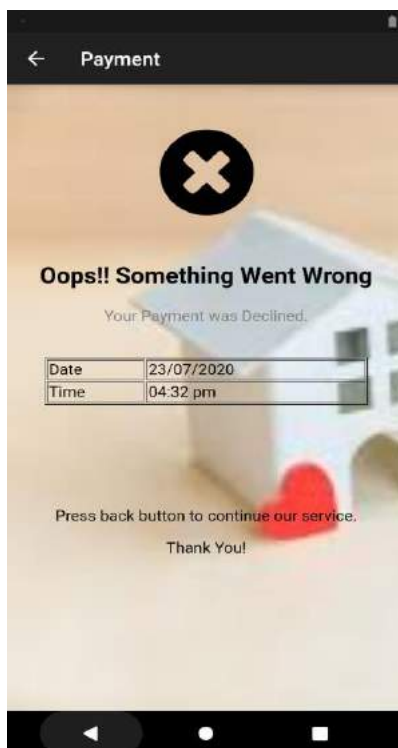 Payment
Oops!! Something Went Wrong
Your Payment was Declined.
Date 23/07/2020
Time 04:32 pm
Press back button to continue our service.
Thank You!